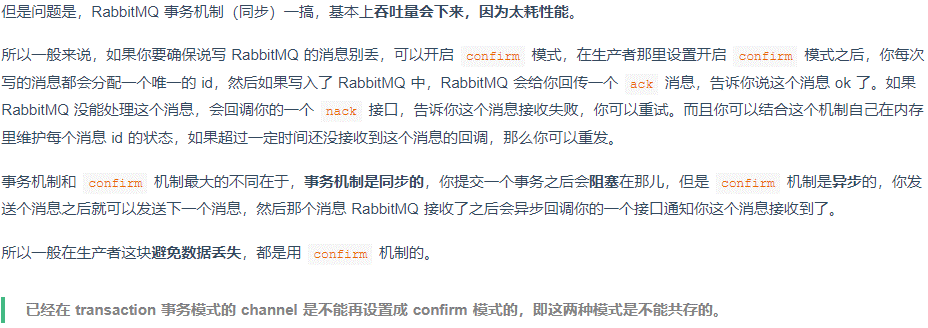 但是问题是，RabbitMQ 事务机制（同步）一搞，基本上吞吐量会下来，因为太耗性能。
所以一般来说，如果你要确保说写 RabbitMQ 的消息别丢，可以开启 confirm 模式，在生产者那里设置开启 confirm 模式之后，你每次
写的消息都会分配一个唯一的 id，然后如果写入了 RabbitMQ 中，RabbitMQ 会给你回传一个 ack 消息，告诉你说这个消息 ok 了。如果
RabbitMQ 没能处理这个消息，会回调你的一个 nack 接口，告诉你这个消息接收失败，你可以重试。而且你可以结合这个机制自己在内存
里维护每个消息 id 的状态，如果超过一定时间还没接收到这个消息的回调，那么你可以重发。
事务机制和 confirm 机制最大的不同在于，事务机制是同步的，你提交一个事务之后会阻塞在那儿，但是 confirm 机制是异步的，你发
送个消息之后就可以发送下一个消息，然后那个消息 RabbitMQ 接收了之后会异步回调你的一个接口通知你这个消息接收到了。
所以一般在生产者这块避免数据丢失，都是用 confirm 机制的。
已经在 transaction 事务模式的 channel 是不能再设置成 confirm 模式的，即这两种模式是不能共存的。